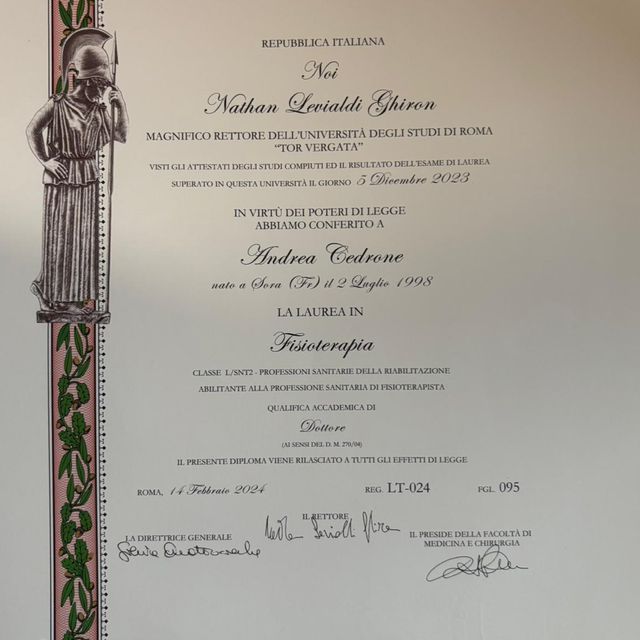 REPUBBLICA ITALIANA
Noi
Nathan Levialdi Ghiron
MAGNIFICO RETTORE DELL'UNIVERSITÀ DEGLI STUDI DI ROMA
"TOR VERGATA"
VISTI GLI ATTESTATI DEGLI STUDI COMPIUTI ED IL RISULTATO DELL'ESAME DI LAUREA
SUPERATO IN QUESTA UNIVERSITÀ IL GIORNO 5 Dicembre 2023
IN VIRTÙ DEI POTERI DI LEGGE
ABBIAMO CONFERITO A
Andrea Cedrone
nato a Sora (Fr) il 2 Luglio 1998
LA LAUREA IN
Fisioterapia
CLASSE L/SNT2 - PROFESSIONI SANITARIE DELLA RIABILITAZIONE
ABILITANTE ALLA PROFESSIONE SANITARIA DI FISIOTERAPISTA
QUALIFICA ACCADEMICA DI
Dottore
(AI SENSI DEL D. M. 270/04)
IL PRESENTE DIPLOMA VIENE RILASCIATO A TUTTI GLI EFFETTI DI LEGGE
ROMA, 14 Febbraio 2024 REG. LT-024 FGL. 095
IL RETTORE
LA DIRETTRICE GENERALE
IL PRESIDE DELLA FACOLTÀ DI
MEDICINA E CHIRURGIA